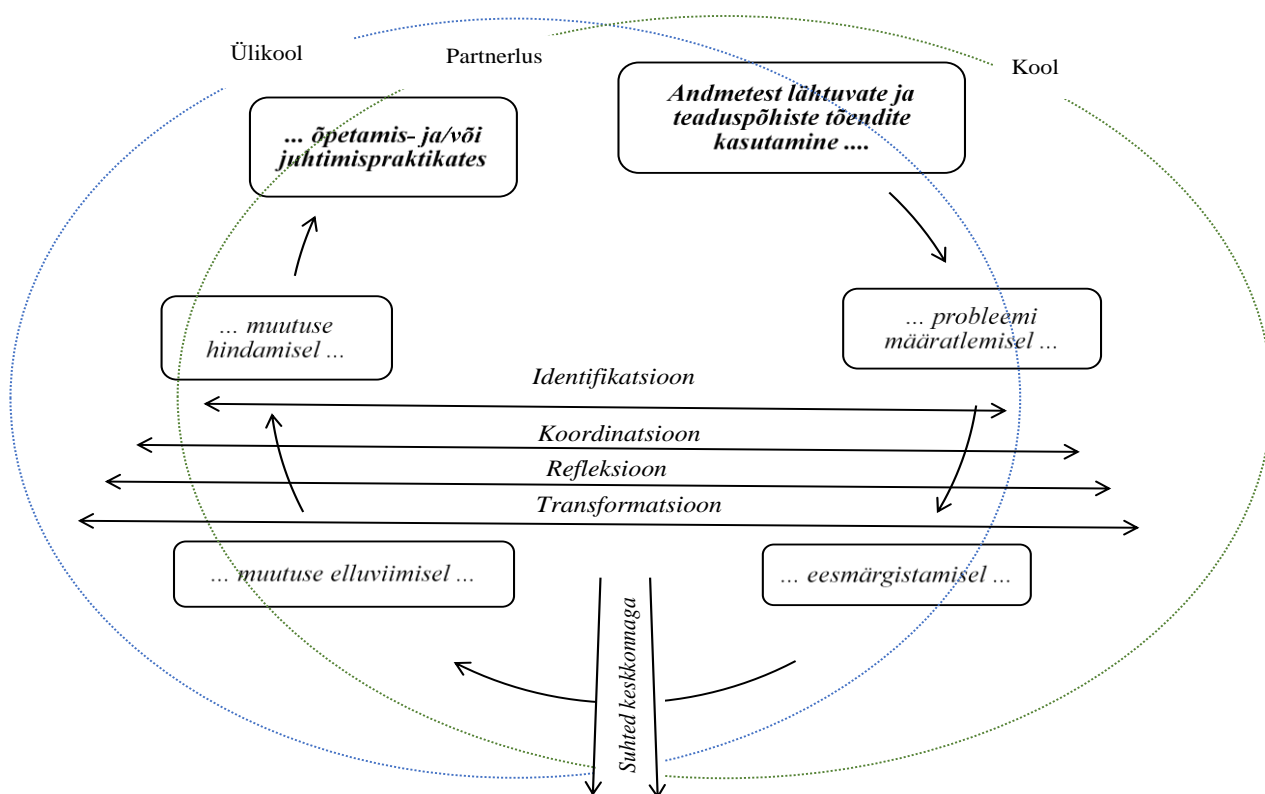 Ülikool
Partnerlus
Kool
Andmetest lähtuvate ja
teaduspõhiste tõendite
kasutamine ....
... õpetamis- ja/või
juhtimispraktikates
... probleemi
määratlemisel ...
... muutuse
hindamisel ...
Identifikatsioon
Koordinatsioon
Refleksioon
Transformatsioon
... muutuse elluviimisel ...
... eesmärgistamisel ...
Suhted keskkonnaga